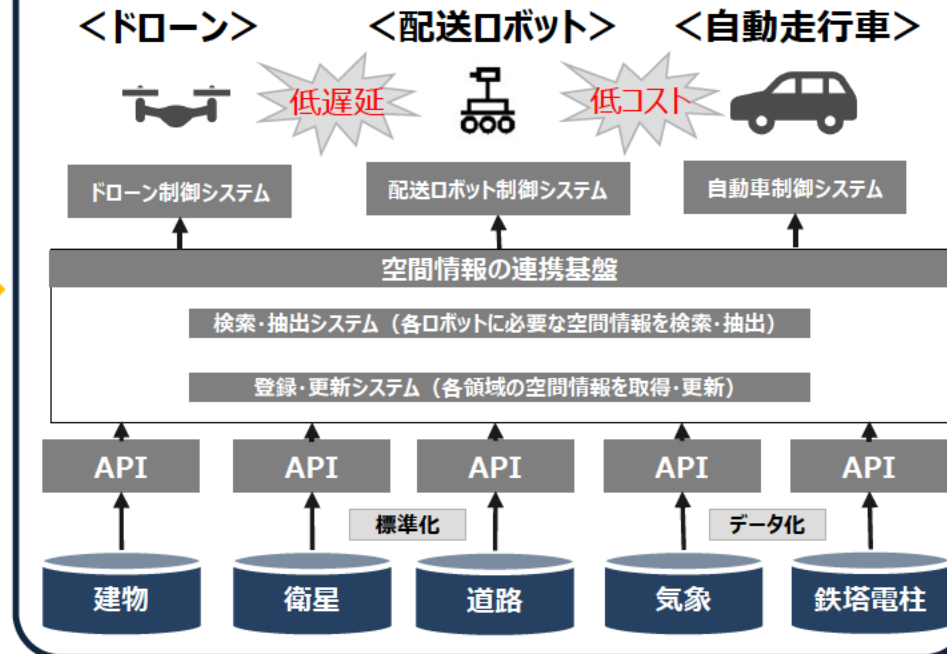 <ドローン> <配送ロボット> <自動走行車>
低遅延 低コスト
ドローン制御システム 配送ロボット制御システム 自動車制御システム
空間情報の連携基盤
検索・抽出システム（各ロボットに必要な空間情報を検索・抽出）
登録・更新システム（各領域の空間情報を取得・更新）
API API API API API
標準化 データ化
建物 衛星 道路 気象 鉄塔電柱